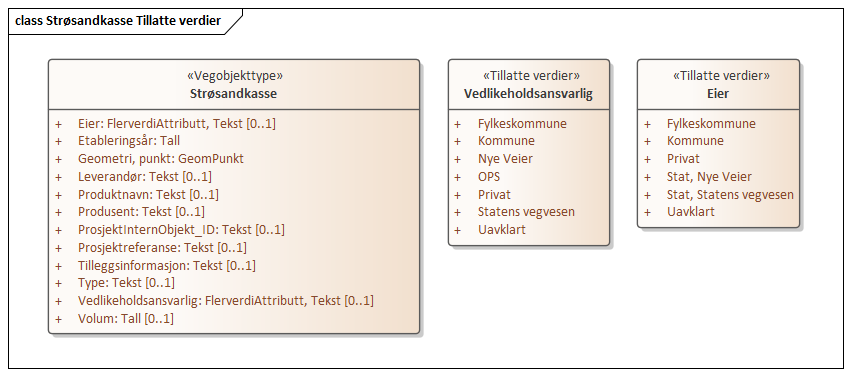 class Strøsandkasse Tillatte verdier
«Vegobjekttype»
Strøsandkasse
+ Eier: FlerverdiAttributt, Tekst [0..1]
+ Etableringsår: Tall
+ Geometri, punkt: GeomPunkt
+ Leverandør: Tekst [0..1]
+ Produktnavn: Tekst [0..1]
+ Produsent: Tekst [0..1]
+ ProsjektInternObjekt_ID: Tekst [0..1]
+ Prosjektreferanse: Tekst [0..1]
+ Tilleggsinformasjon: Tekst [0..1]
+ Type: Tekst [0..1]
+ Vedlikeholdsansvarlig: FlerverdiAttributt, Tekst [0..1]
+ Volum: Tall [0..1]
«Tillatte verdier»
Vedlikeholdsansvarlig
+ Fylkeskommune
+ Kommune
+ Nye Veier
+ OPS
+ Privat
+ Statens vegvesen
+ Uavklart
«Tillatte verdier»
Eier
+ Fylkeskommune
+ Kommune
+ Privat
+ Stat, Nye Veier
+ Stat, Statens vegvesen
+ Uavklart